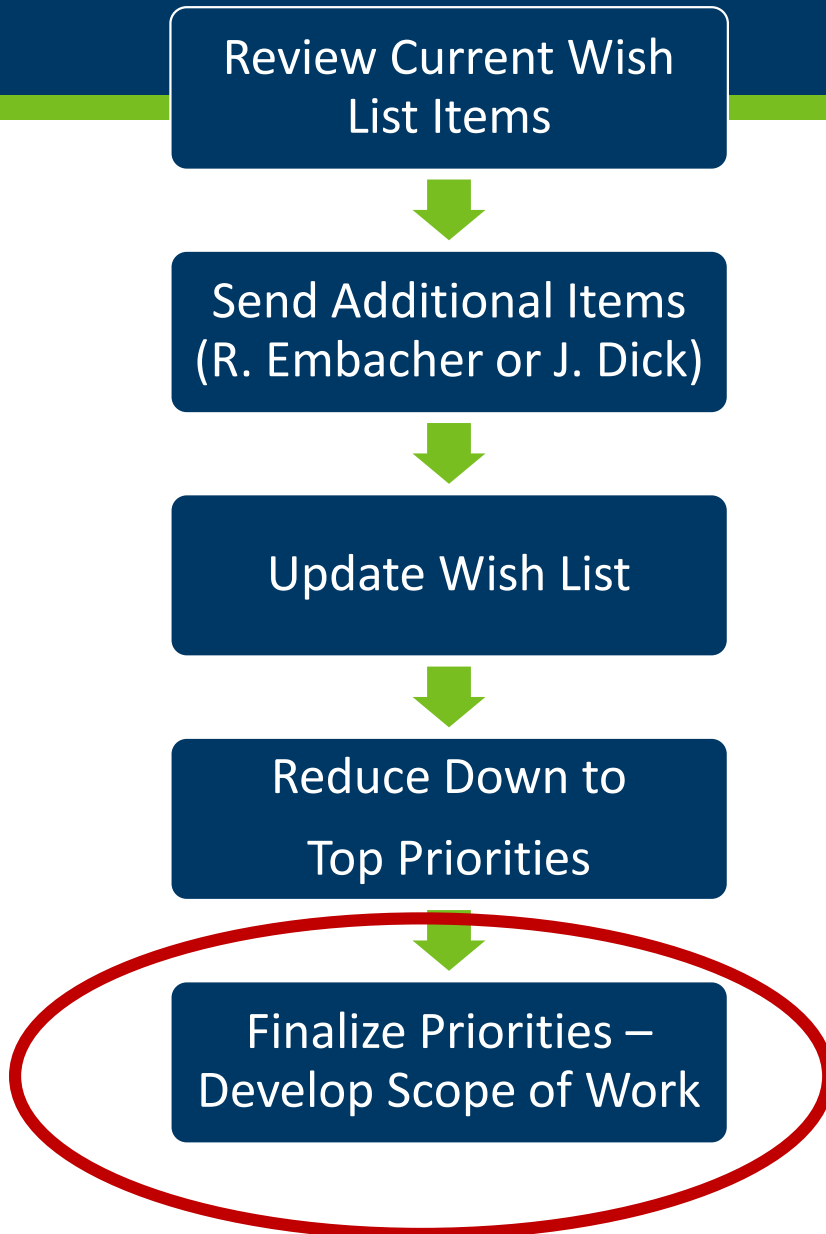 Review Current Wish
List Items
Send Additional Items
(R. Embacher or J. Dick)
Update Wish List
Reduce Down to
Top Priorities
Finalize Priorities –
Develop Scope of Work